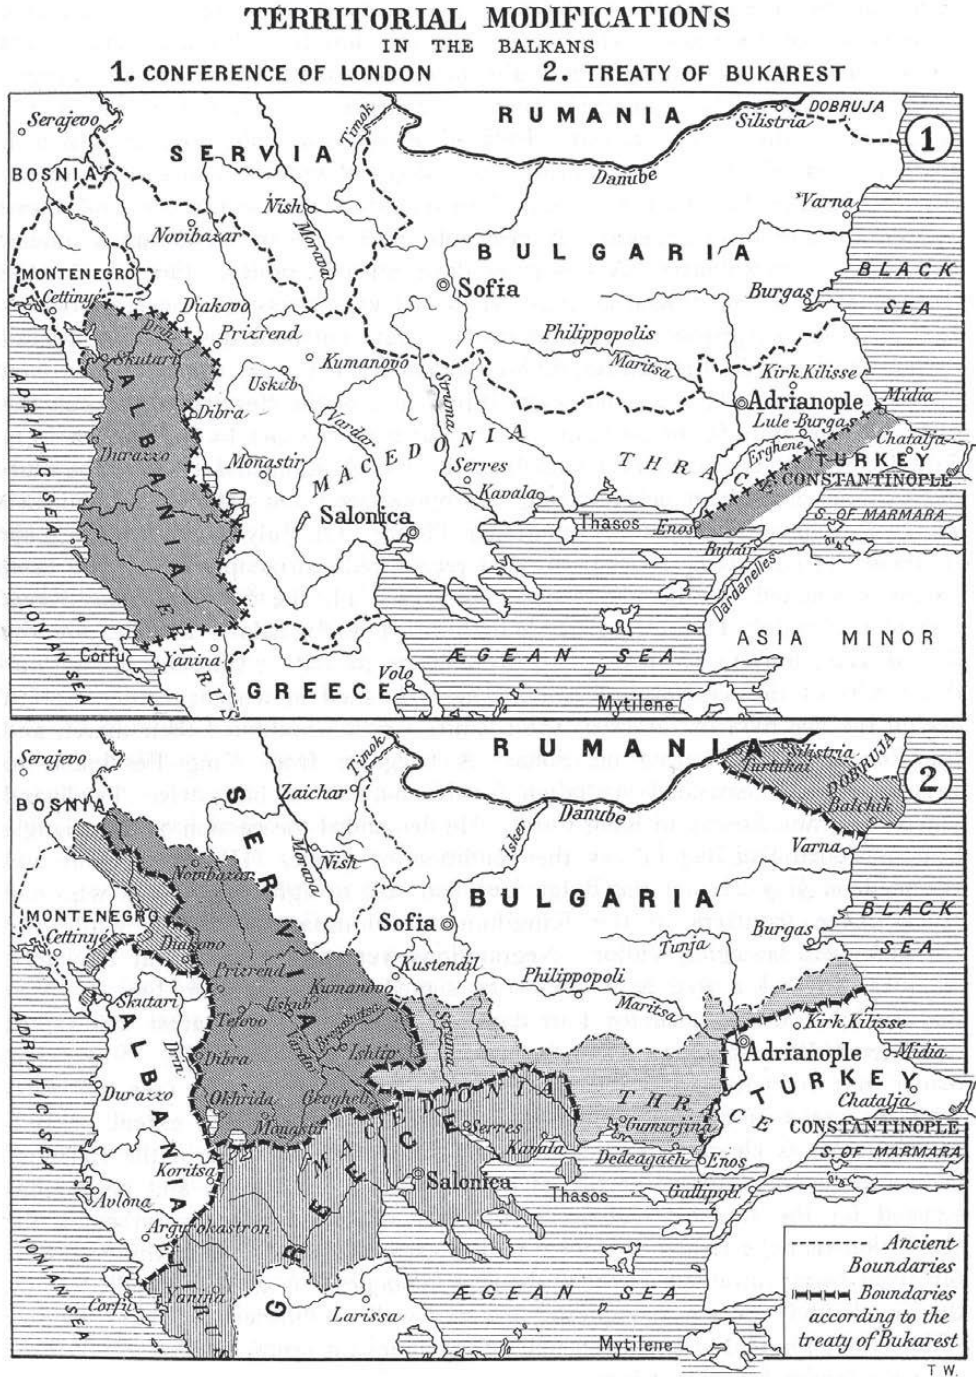 TERRITORIAL MODIFICATIONS
IN THE BALKANS
1. CONFERENCE OF LONDON 2. TREATY OF BUKAREST
1
Serajevo
BOSNIA
SERVIA
Timok
RUMANIA
Silistria
DOBRUJA
Danube
Varna
Nish
Morava
Novibazar
BULGARIA
BLACK SEA
MONTENEGRO
Cettinye
Diakovo
Sofia
Burgas
Drin
Prizrend
Philippopolis
Maritsa
Skutari
Kumanovo
Uskub
Struma
Kirk Kilisse
Midia
Adrianople
ADRIATIC SEA
ALBANIA
Dibra
Vardar
Lule-Burgas
Chatalja
Durazzo
Monastir
MACEDONIA
THRACE
Erghene
TURKEY
Serres
Kavala
CONSTANTINOPLE
Salonica
Thasos
Enos
S. OF MARMARA
Bulair
Dardanelles
IONIAN SEA
Corfu
EPIRUS
Yanina
ÆGEAN SEA
ASIA MINOR
GREECE
Volo
Mytilene
2
Serajevo
BOSNIA
SERVIA
Zaichar
Timok
RUMANIA
Silistria
Turtukai
DOBRUJA
Baltchik
Danube
Isker
Varna
Nish
Morava
Novibazar
BULGARIA
BLACK SEA
MONTENEGRO
Cettinye
Diakovo
Sofia
Tunja
Burgas
Kustendil
Prizrend
Philippopoli
Maritsa
Skutari
Kumanovo
Uskub
Tetovo
Bregalnitsa
Struma
Kirk Kilisse
ADRIATIC SEA
ALBANIA
Drin
Dibra
Vardar
Ishtip
Adrianople
Midia
Durazzo
Okhrida
Gevgheli
MACEDONIA
THRACE
TURKEY
Chatalja
Monastir
Serres
Gumurjina
CONSTANTINOPLE
Kavala
Dedeagach
Enos
S. OF MARMARA
Koritsa
Salonica
Thasos
Gallipoli
Avlona
Argyrokastron
GREECE
IONIAN SEA
EPIRUS
Corfu
Yanina
Larissa
ÆGEAN SEA
Mytilene
Ancient
Boundaries
Boundaries
according to the
treaty of Bukarest
T W.